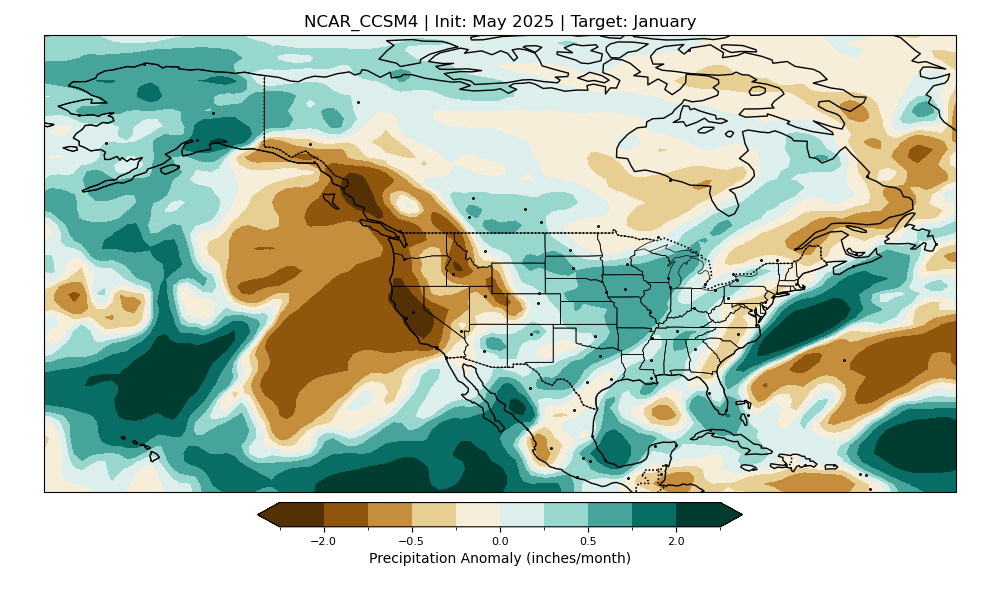 NCAR_CCSM4 | Init: May 2025 | Target: January
−2.0 −0.5 0.0 0.5 2.0
Precipitation Anomaly (inches/month)